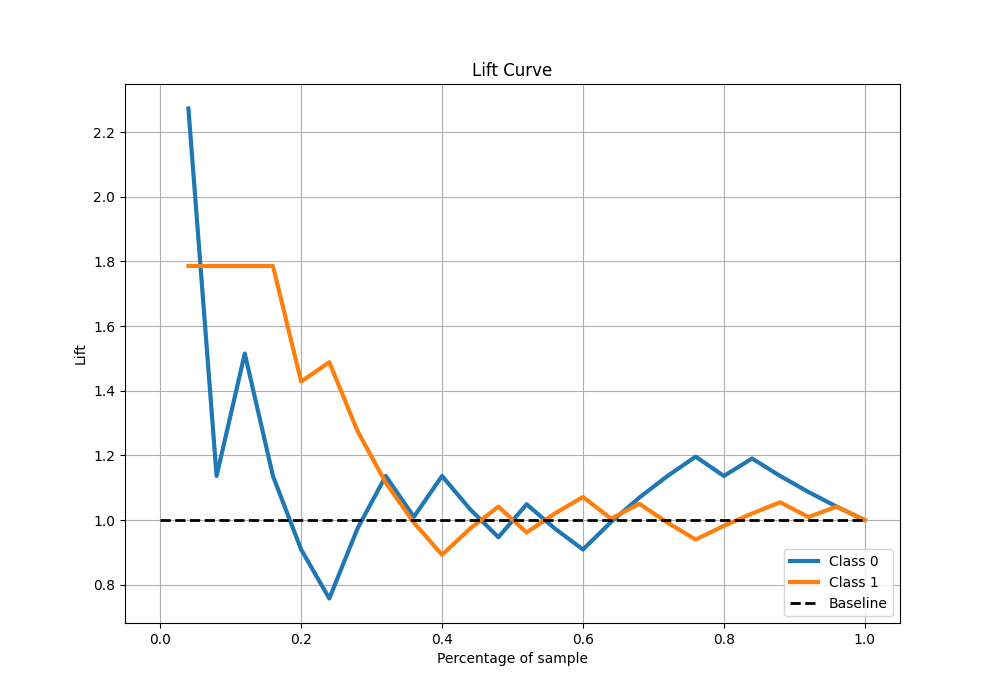 Lift Curve
Lift
2.2
2.0
1.8
1.6
1.4
1.2
1.0
0.8
0.0 0.2 0.4 0.6 0.8 1.0
Percentage of sample
Class 0
Class 1
Baseline